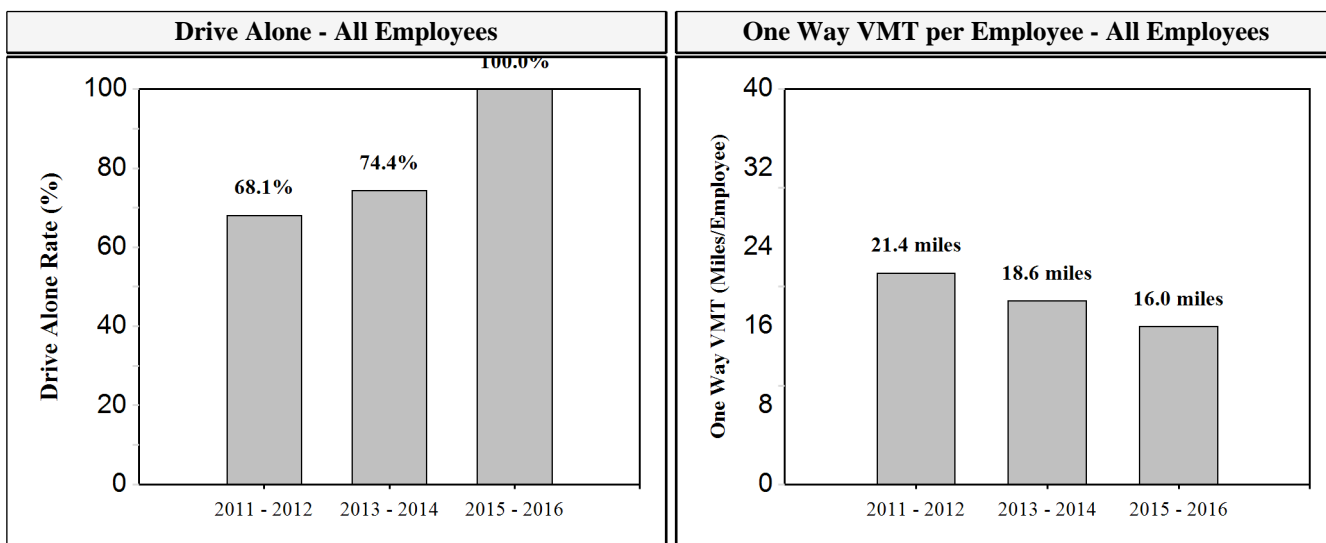 Drive Alone - All Employees
100.0%
100
80
60
40
20
0
Drive Alone Rate (%)
68.1%
74.4%
2011 - 2012
2013 - 2014
2015 - 2016
One Way VMT per Employee - All Employees
40
32
24
16
8
0
One Way VMT (Miles/Employee)
21.4 miles
18.6 miles
16.0 miles
2011 - 2012
2013 - 2014
2015 - 2016